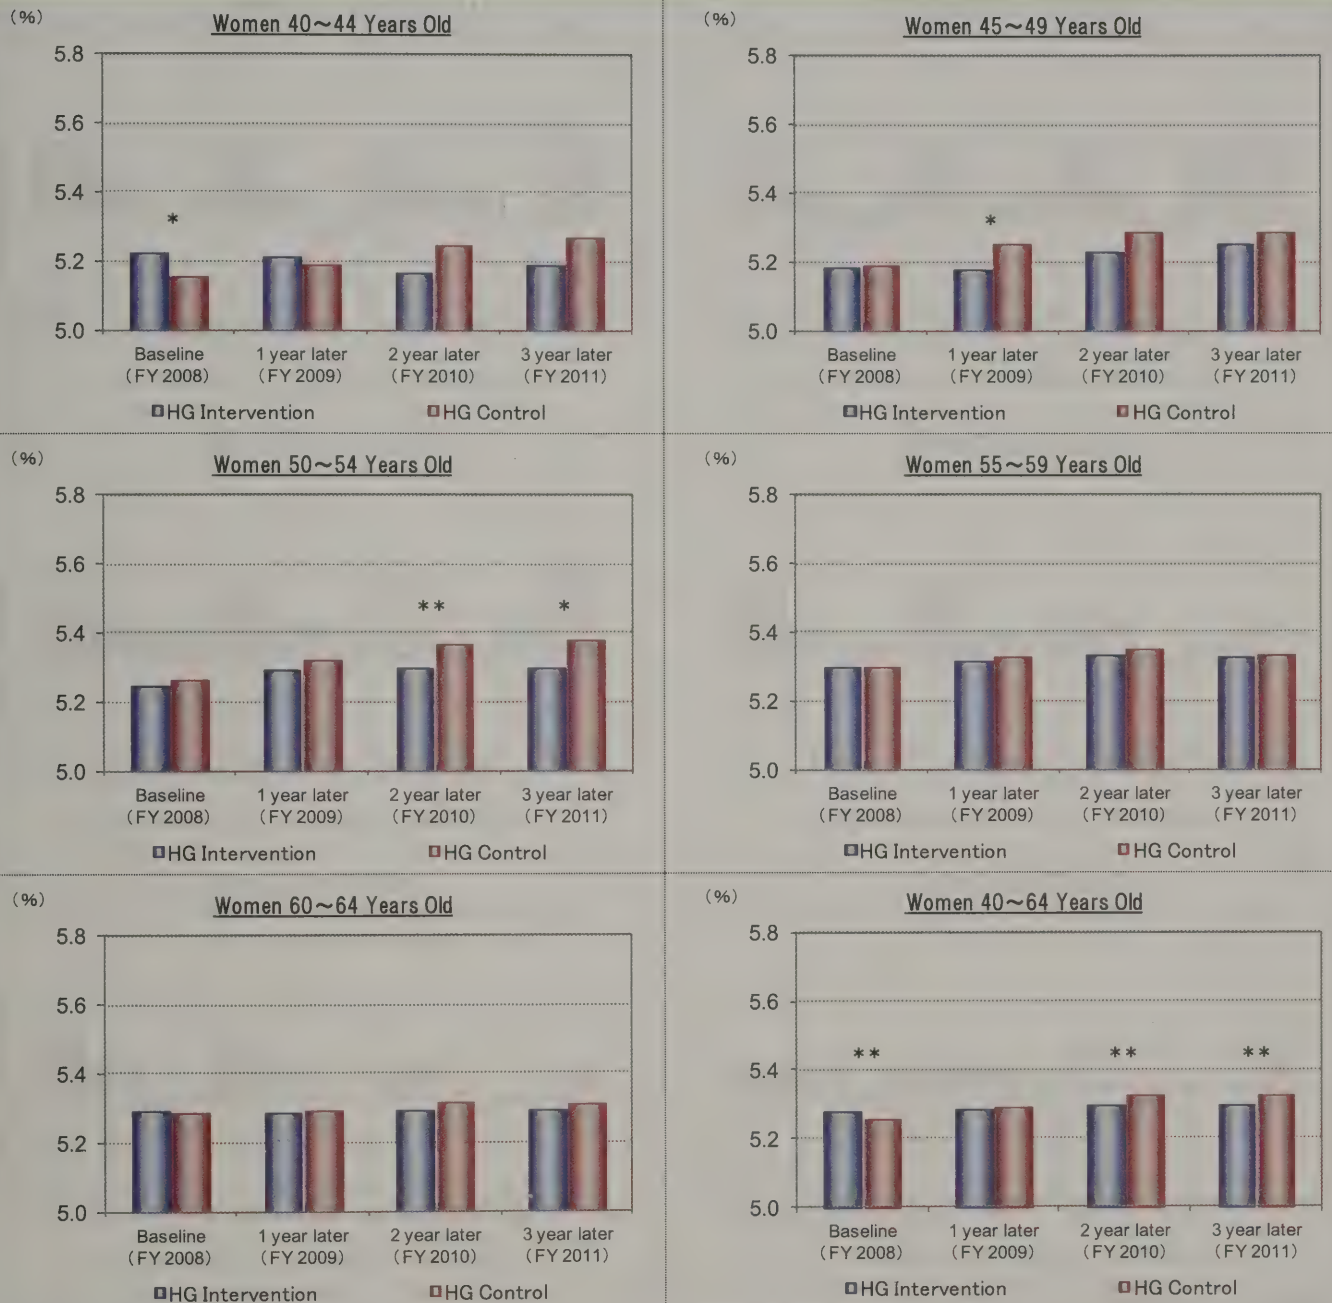 (%)
Women 40～44 Years Old
5.8
5.6
5.4
*
5.2
5.0
Baseline 1 year later 2 year later 3 year later
(FY 2008) (FY 2009) (FY 2010) (FY 2011)
HG Intervention HG Control
(%)
Women 45～49 Years Old
5.8
5.6
5.4
*
5.2
5.0
Baseline 1 year later 2 year later 3 year later
(FY 2008) (FY 2009) (FY 2010) (FY 2011)
HG Intervention HG Control
(%)
Women 50～54 Years Old
5.8
5.6
** *
5.4
5.2
5.0
Baseline 1 year later 2 year later 3 year later
(FY 2008) (FY 2009) (FY 2010) (FY 2011)
HG Intervention HG Control
(%)
Women 55～59 Years Old
5.8
5.6
5.4
5.2
5.0
Baseline 1 year later 2 year later 3 year later
(FY 2008) (FY 2009) (FY 2010) (FY 2011)
HG Intervention HG Control
(%)
Women 60～64 Years Old
5.8
5.6
5.4
5.2
5.0
Baseline 1 year later 2 year later 3 year later
(FY 2008) (FY 2009) (FY 2010) (FY 2011)
HG Intervention HG Control
(%)
Women 40～64 Years Old
5.8
5.6
** ** **
5.4
5.2
5.0
Baseline 1 year later 2 year later 3 year later
(FY 2008) (FY 2009) (FY 2010) (FY 2011)
HG Intervention HG Control